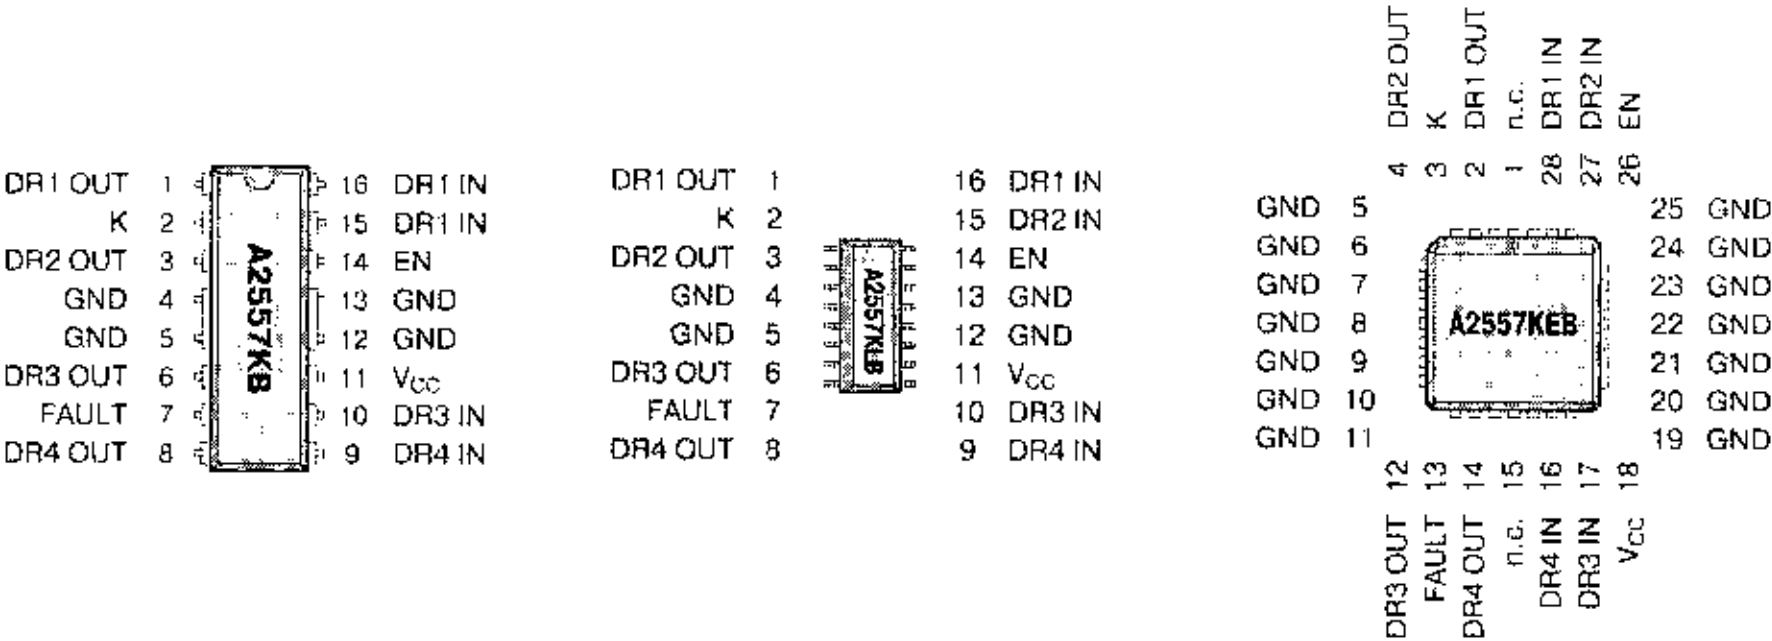 DR1 OUT 1 16 DR1 IN
K 2 15 DR1 IN
DR2 OUT 3 14 EN
GND 4 13 GND
GND 5 12 GND
DR3 OUT 6 11 VCC
FAULT 7 10 DR3 IN
DR4 OUT 8 9 DR4 IN
A2557KB
DR1 OUT 1 16 DR1 IN
K 2 15 DR2 IN
DR2 OUT 3 14 EN
GND 4 13 GND
GND 5 12 GND
DR3 OUT 6 11 VCC
FAULT 7 10 DR3 IN
DR4 OUT 8 9 DR4 IN
A2557KLB
DR2 OUT 4
K 3
DR1 OUT 2
n.c. 1
DR1 IN 28
DR2 IN 27
EN 26
GND 5 25 GND
GND 6 24 GND
GND 7 23 GND
GND 8 22 GND
GND 9 21 GND
GND 10 20 GND
GND 11 19 GND
A2557KEB
DR3 OUT 12
FAULT 13
DR4 OUT 14
n.c. 15
DR4 IN 16
DR3 IN 17
VCC 18